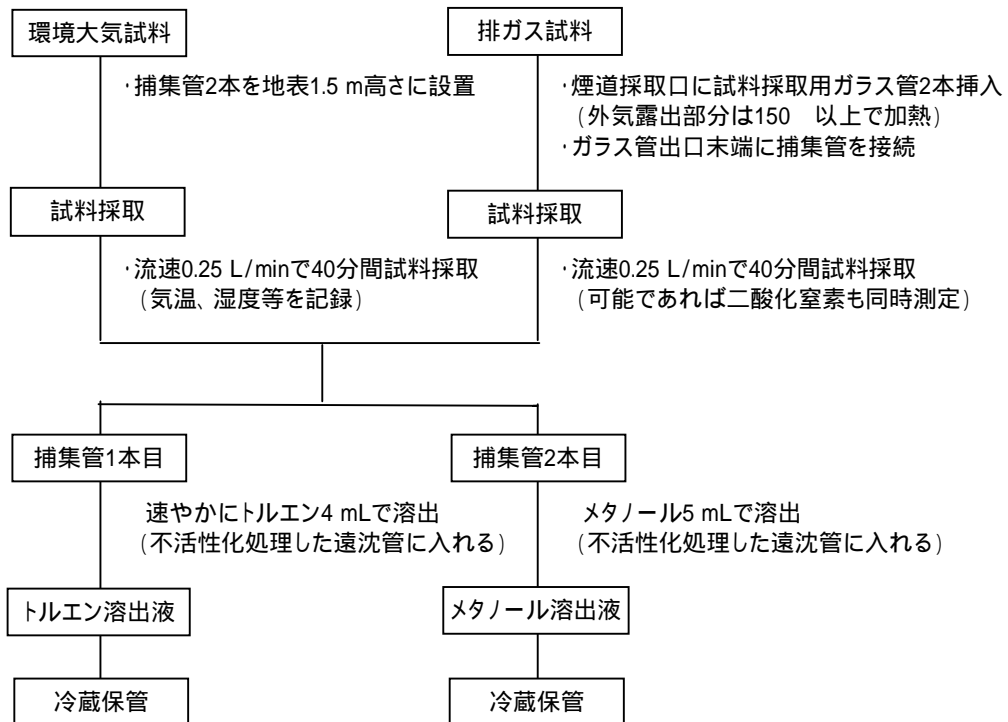 環境大気試料
排ガス試料
・捕集管2本を地表1.5 m高さに設置
・煙道採取口に試料採取用ガラス管2本挿入
(外気露出部分は150　以上で加熱)
・ガラス管出口末端に捕集管を接続
試料採取
試料採取
・流速0.25 L/minで40分間試料採取
(気温、湿度等を記録)
・流速0.25 L/minで40分間試料採取
(可能であれば二酸化窒素も同時測定)
捕集管1本目
捕集管2本目
速やかにトルエン4 mLで溶出
(不活性化処理した遠沈管に入れる)
メタノール5 mLで溶出
(不活性化処理した遠沈管に入れる)
トルエン溶出液
メタノール溶出液
冷蔵保管
冷蔵保管